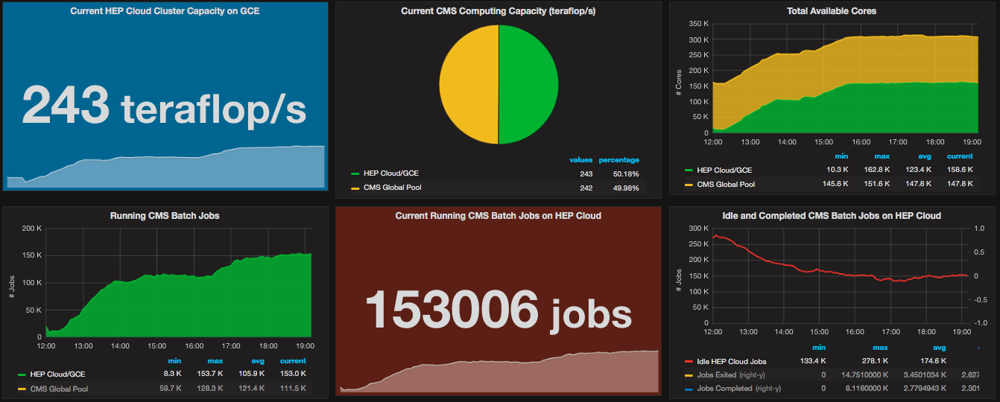 Current HEP Cloud Cluster Capacity on GCE
243 teraflop/s
Current CMS Computing Capacity (teraflop/s)
values percentage
HEP Cloud/GCE 243 50.18%
CMS Global Pool 242 49.98%
Total Available Cores
350 K
300 K
250 K
200 K
150 K
100 K
50 K
0
# Cores
12:00 13:00 14:00 15:00 16:00 17:00 18:00 19:00
min max avg current
HEP Cloud/GCE 10.3 K 162.8 K 123.4 K 158.6 K
CMS Global Pool 145.6 K 151.6 K 147.8 K 147.8 K
Running CMS Batch Jobs
200 K
150 K
100 K
50 K
0
# Jobs
12:00 13:00 14:00 15:00 16:00 17:00 18:00 19:00
min max avg current
HEP Cloud/GCE 8.3 K 153.7 K 105.9 K 153.0 K
CMS Global Pool 59.7 K 128.3 K 121.4 K 111.5 K
Current Running CMS Batch Jobs on HEP Cloud
153006 jobs
Idle and Completed CMS Batch Jobs on HEP Cloud
300 K 1.0
250 K
200 K 0.5
150 K 0
100 K
50 K -0.5
0 -1.0
# Jobs
12:00 13:00 14:00 15:00 16:00 17:00 18:00 19:00
min max avg
Idle HEP Cloud Jobs 133.4 K 278.1 K 174.6 K
Jobs Exited (right-y) 0 14.7510000 K 3.4501034 K 2.627
Jobs Completed (right-y) 0 8.1160000 K 2.7794943 K 2.301